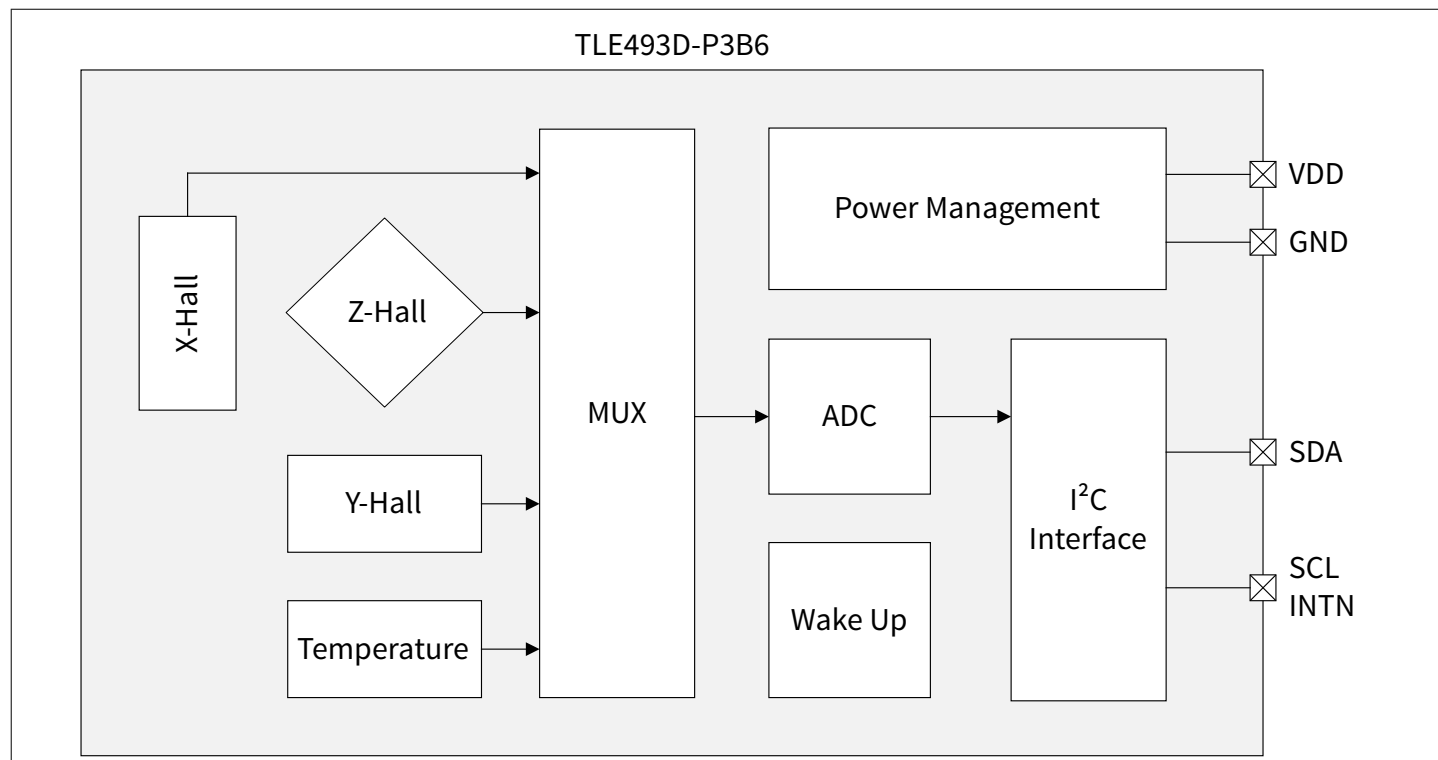 TLE493D-P3B6
X-Hall
Z-Hall
Y-Hall
Temperature
MUX
Power Management
ADC
Wake Up
I²C
Interface
VDD
GND
SDA
SCL
INTN